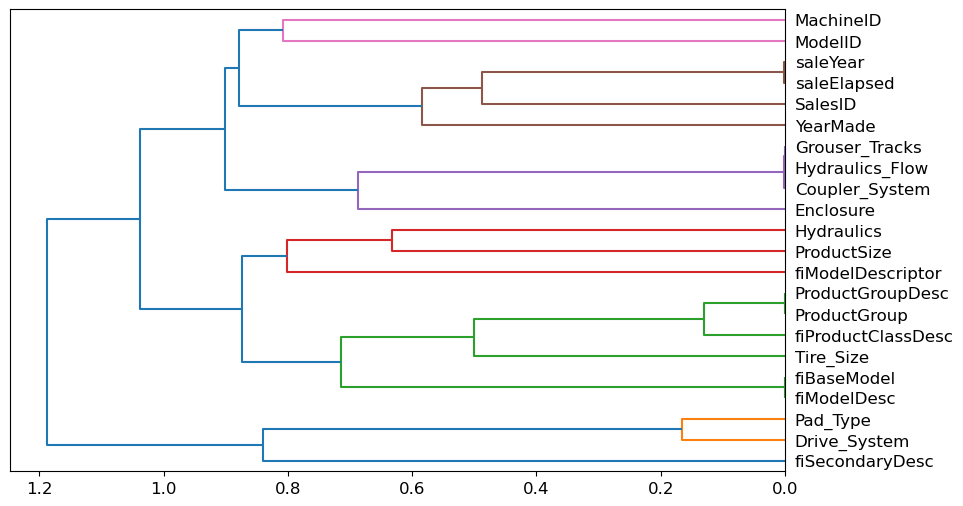 MachineID
ModelID
saleYear
saleElapsed
SalesID
YearMade
Grouser_Tracks
Hydraulics_Flow
Coupler_System
Enclosure
Hydraulics
ProductSize
fiModelDescriptor
ProductGroupDesc
ProductGroup
fiProductClassDesc
Tire_Size
fiBaseModel
fiModelDesc
Pad_Type
Drive_System
fiSecondaryDesc
1.2 1.0 0.8 0.6 0.4 0.2 0.0